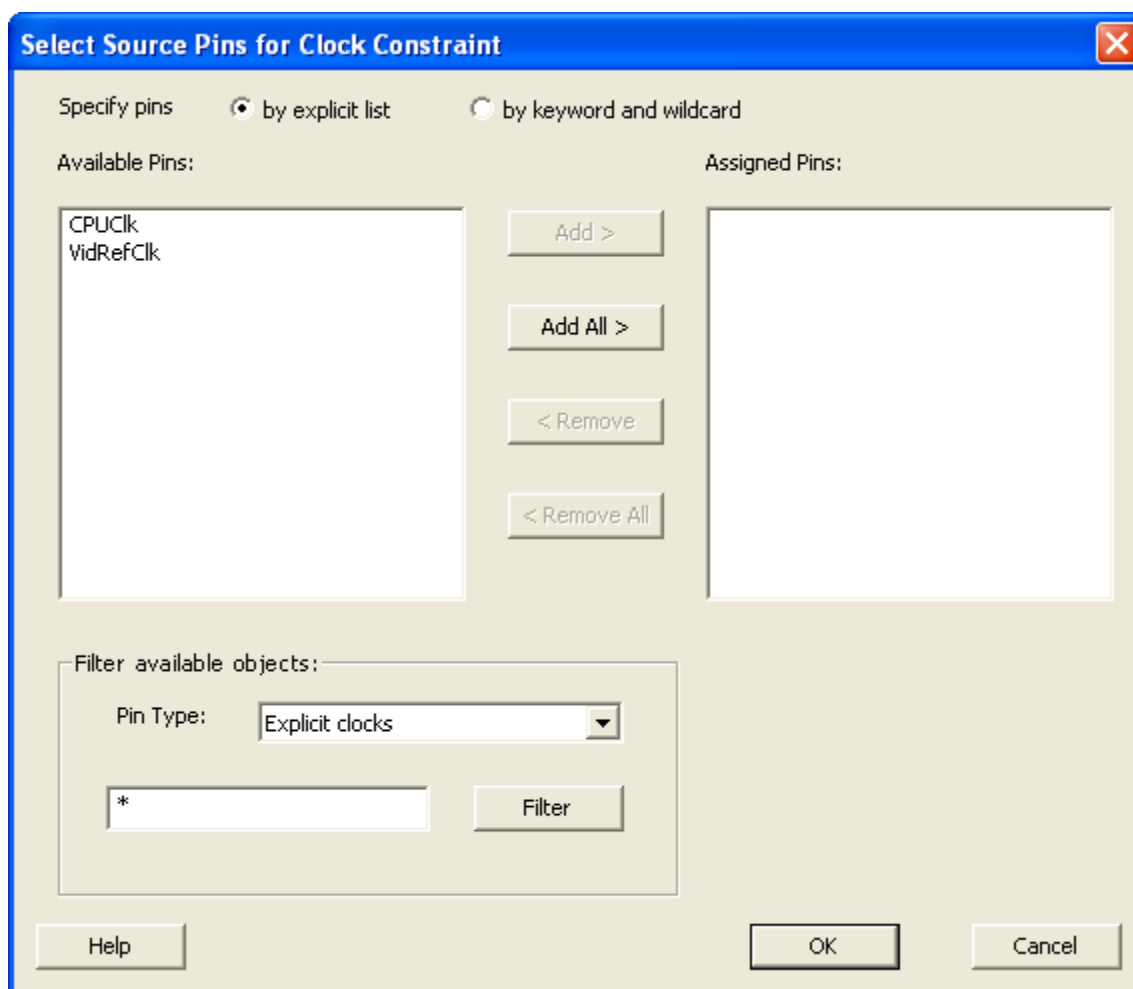 Select Source Pins for Clock Constraint
Specify pins by explicit list by keyword and wildcard
Available Pins: Assigned Pins:
CPUClk
VidRefClk
Add >
Add All >
< Remove
< Remove All
Filter available objects:
Pin Type: Explicit clocks
* Filter
Help OK Cancel